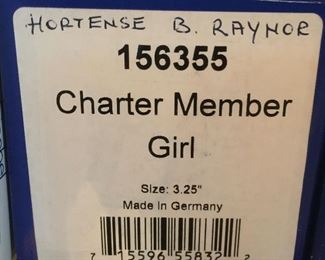 HORTENSE B. RAYNOR
156355
Charter Member
Girl
Size: 3.25"
Made In Germany
7 15596 55832 2